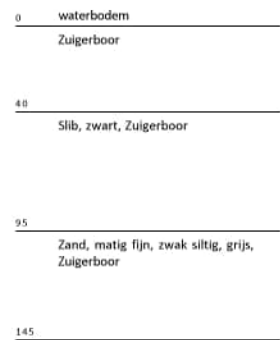 0 waterbodem
Zuigerboor
40
Slib, zwart, Zuigerboor
95
Zand, matig fijn, zwak siltig, grijs,
Zuigerboor
145